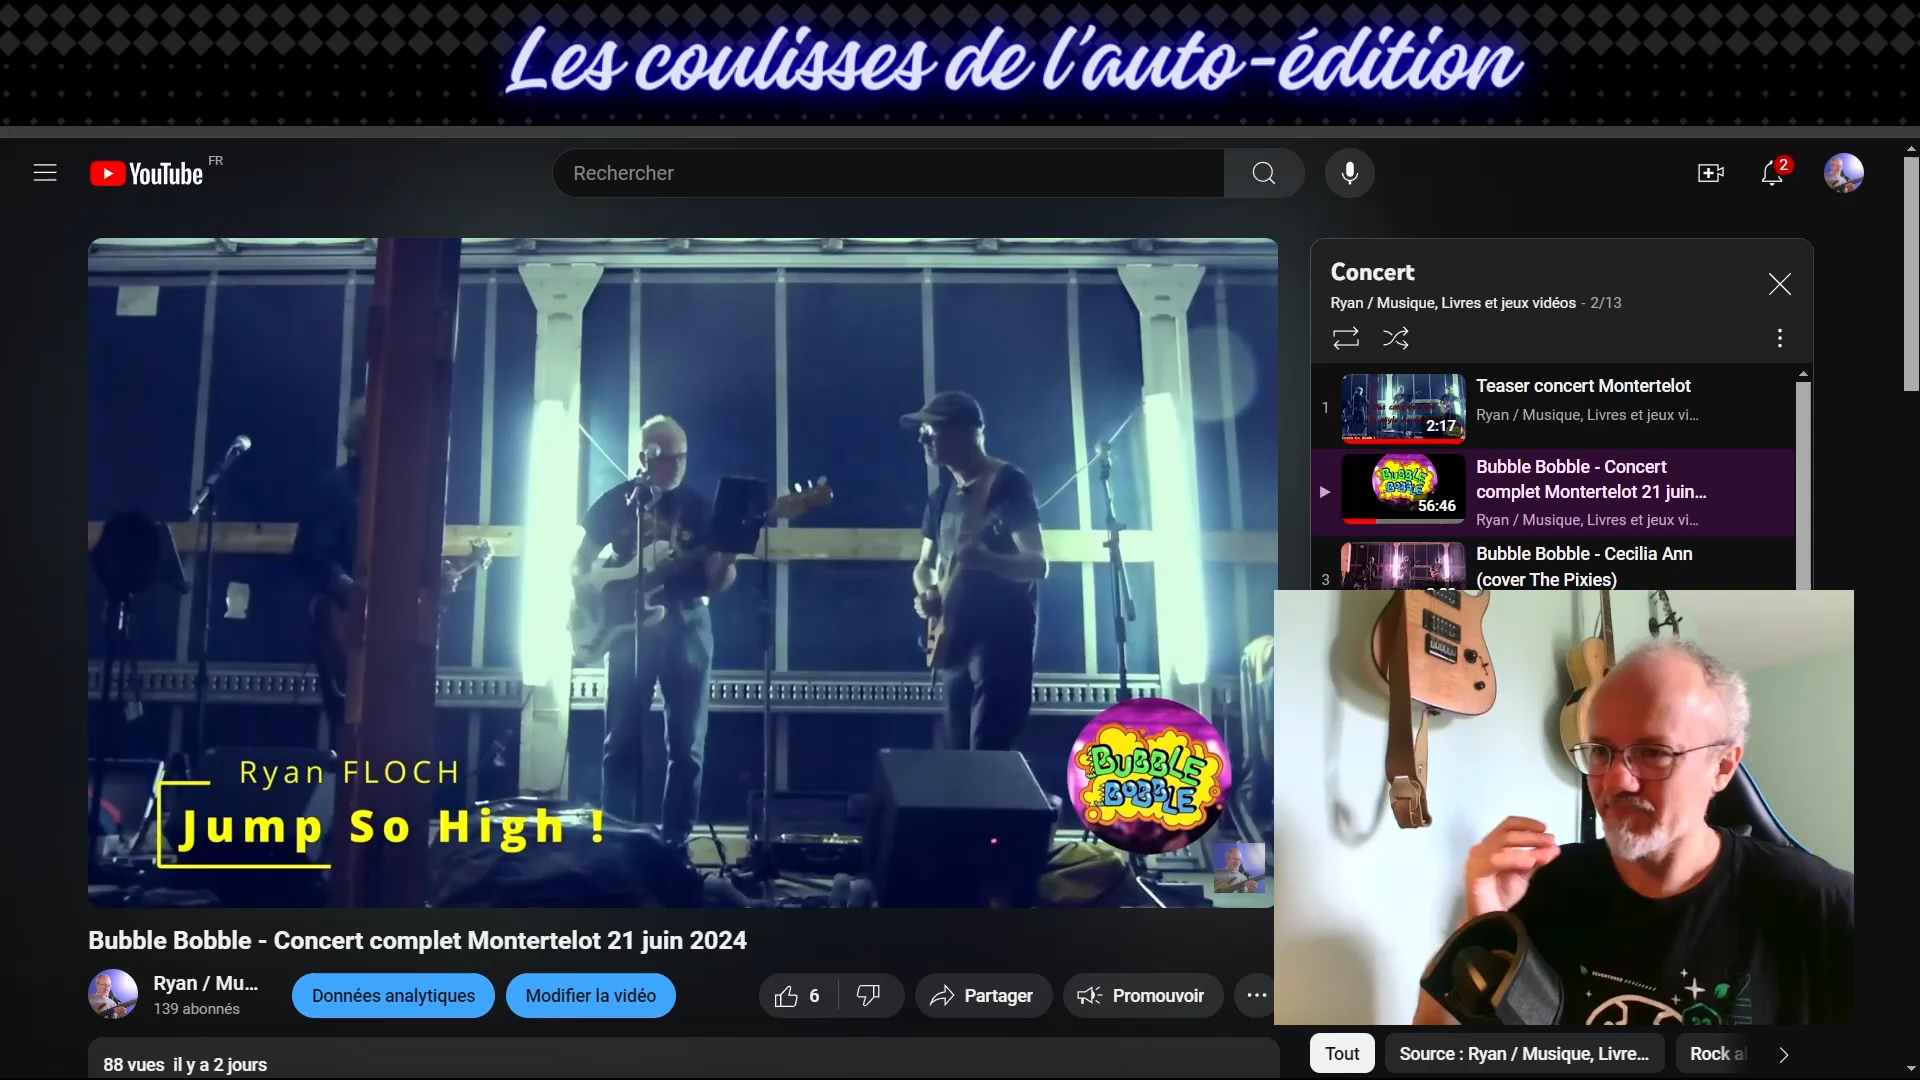 Les coulisses de l'auto-édition
YouTube FR
Rechercher
2
Concert
Ryan / Musique, Livres et jeux vidéos - 2/13
1
2:17
Teaser concert Montertelot
Ryan / Musique, Livres et jeux vi...
BUBBLE BOBBLE
56:46
Bubble Bobble - Concert
complet Montertelot 21 juin...
Ryan / Musique, Livres et jeux vi...
3
Bubble Bobble - Cecilia Ann
(cover The Pixies)
Ryan FLOCH
Jump So High !
BUBBLE
BOBBLE
Bubble Bobble - Concert complet Montertelot 21 juin 2024
Ryan / Mu...
139 abonnés
Données analytiques
Modifier la vidéo
6
Partager
Promouvoir
88 vues il y a 2 jours
Tout
Source : Ryan / Musique, Livre...
Rock al